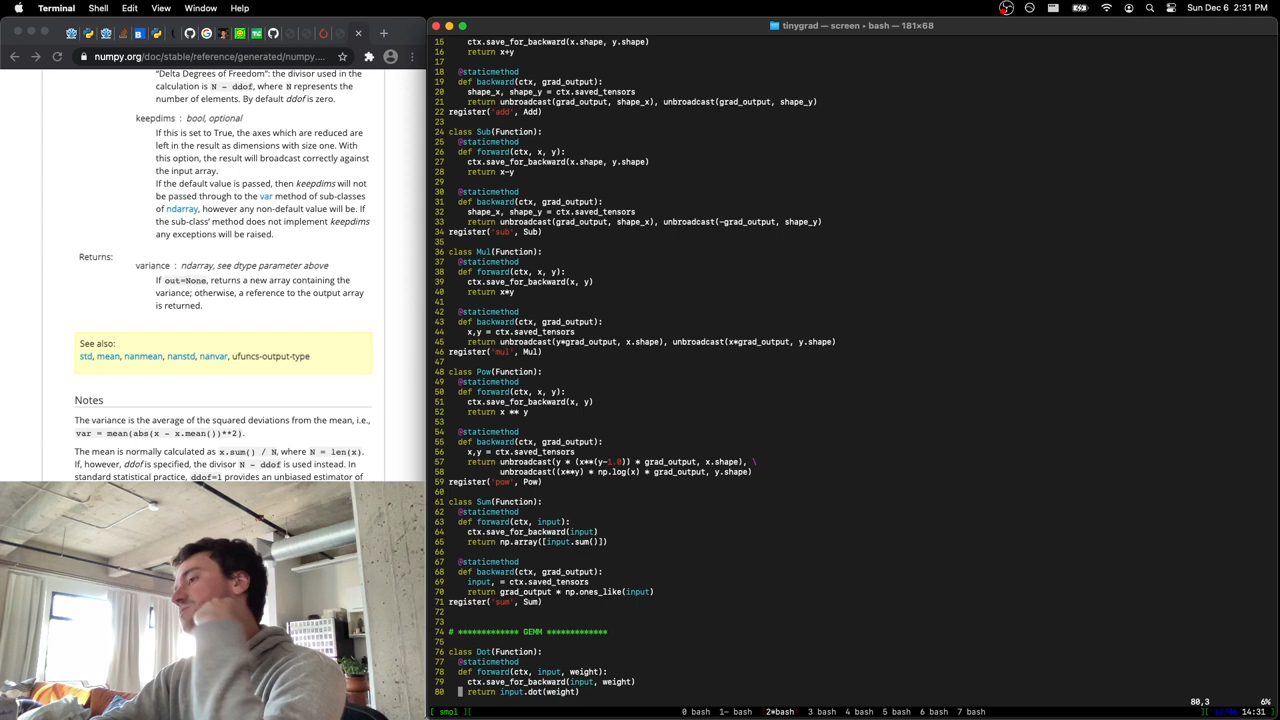 Terminal Shell Edit View Window Help
Sun Dec 6 2:31 PM
numpy.org/doc/stable/reference/generated/numpy....
"Delta Degrees of Freedom": the divisor used in the
calculation is N - ddof, where N represents the
number of elements. By default ddof is zero.
keepdims : bool, optional
If this is set to True, the axes which are reduced are
left in the result as dimensions with size one. With
this option, the result will broadcast correctly against
the input array.
If the default value is passed, then keepdims will not
be passed through to the var method of sub-classes
of ndarray, however any non-default value will be. If
the sub-class' method does not implement keepdims
any exceptions will be raised.
Returns:
variance : ndarray, see dtype parameter above
If out=None, returns a new array containing the
variance; otherwise, a reference to the output array
is returned.
See also:
std, mean, nanmean, nanstd, nanvar, ufuncs-output-type
Notes
The variance is the average of the squared deviations from the mean, i.e.,
var = mean(abs(x - x.mean())**2).
The mean is normally calculated as x.sum() / N, where N = len(x).
If, however, ddof is specified, the divisor N - ddof is used instead. In
standard statistical practice, ddof=1 provides an unbiased estimator of
tinygrad — screen ▸ bash — 181×68
15 ctx.save_for_backward(x.shape, y.shape)
16 return x+y
17
18 @staticmethod
19 def backward(ctx, grad_output):
20 shape_x, shape_y = ctx.saved_tensors
21 return unbroadcast(grad_output, shape_x), unbroadcast(grad_output, shape_y)
22 register('add', Add)
23
24 class Sub(Function):
25 @staticmethod
26 def forward(ctx, x, y):
27 ctx.save_for_backward(x.shape, y.shape)
28 return x-y
29
30 @staticmethod
31 def backward(ctx, grad_output):
32 shape_x, shape_y = ctx.saved_tensors
33 return unbroadcast(grad_output, shape_x), unbroadcast(-grad_output, shape_y)
34 register('sub', Sub)
35
36 class Mul(Function):
37 @staticmethod
38 def forward(ctx, x, y):
39 ctx.save_for_backward(x, y)
40 return x*y
41
42 @staticmethod
43 def backward(ctx, grad_output):
44 x,y = ctx.saved_tensors
45 return unbroadcast(y*grad_output, x.shape), unbroadcast(x*grad_output, y.shape)
46 register('mul', Mul)
47
48 class Pow(Function):
49 @staticmethod
50 def forward(ctx, x, y):
51 ctx.save_for_backward(x, y)
52 return x ** y
53
54 @staticmethod
55 def backward(ctx, grad_output):
56 x,y = ctx.saved_tensors
57 return unbroadcast(y * (x**(y-1.0)) * grad_output, x.shape), \
58 unbroadcast((x**y) * np.log(x) * grad_output, y.shape)
59 register('pow', Pow)
60
61 class Sum(Function):
62 @staticmethod
63 def forward(ctx, input):
64 ctx.save_for_backward(input)
65 return np.array([input.sum()])
66
67 @staticmethod
68 def backward(ctx, grad_output):
69 input, = ctx.saved_tensors
70 return grad_output * np.ones_like(input)
71 register('sum', Sum)
72
73
74 # ************* GEMM *************
75
76 class Dot(Function):
77 @staticmethod
78 def forward(ctx, input, weight):
79 ctx.save_for_backward(input, weight)
80 return input.dot(weight)
80,3 6%
[ smol ][ 0 bash 1- bash (2*bash) 3 bash 4 bash 5 bash 6 bash 7 bash ][ 14:31 ]